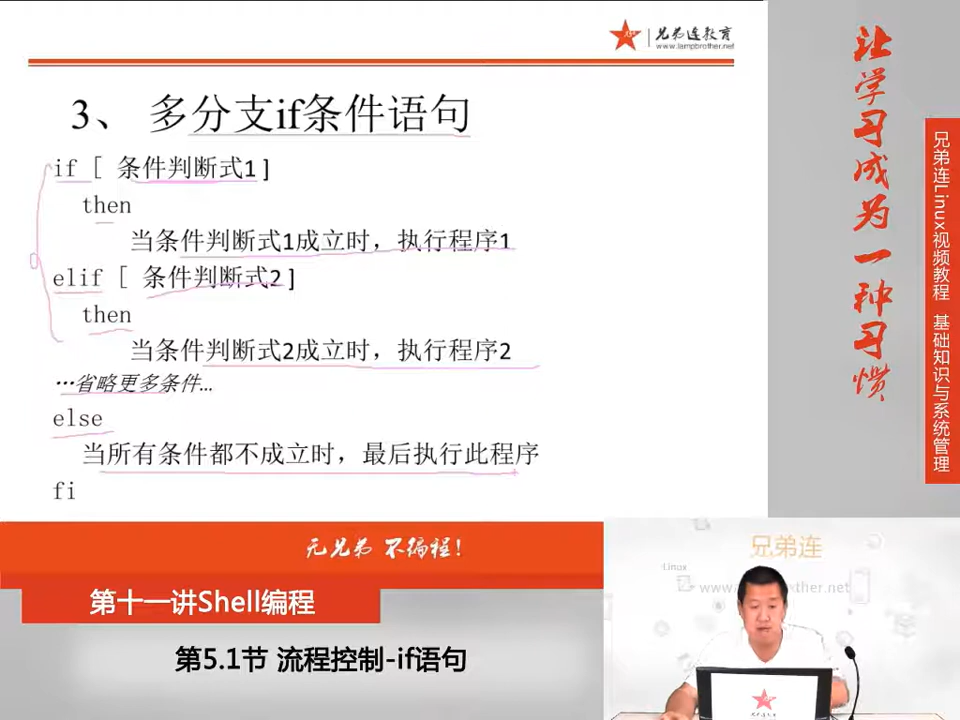 兄弟连教育
www.lampbrother.net
3、 多分支if条件语句
if [ 条件判断式1 ]
then
当条件判断式1成立时，执行程序1
elif [ 条件判断式2 ]
then
当条件判断式2成立时，执行程序2
…省略更多条件…
else
当所有条件都不成立时，最后执行此程序
fi
让学习成为一种习惯
兄弟连Linux视频教程 基础知识与系统管理
无兄弟 不编程！
第十一讲Shell编程
第5.1节 流程控制-if语句
兄弟连
Linux